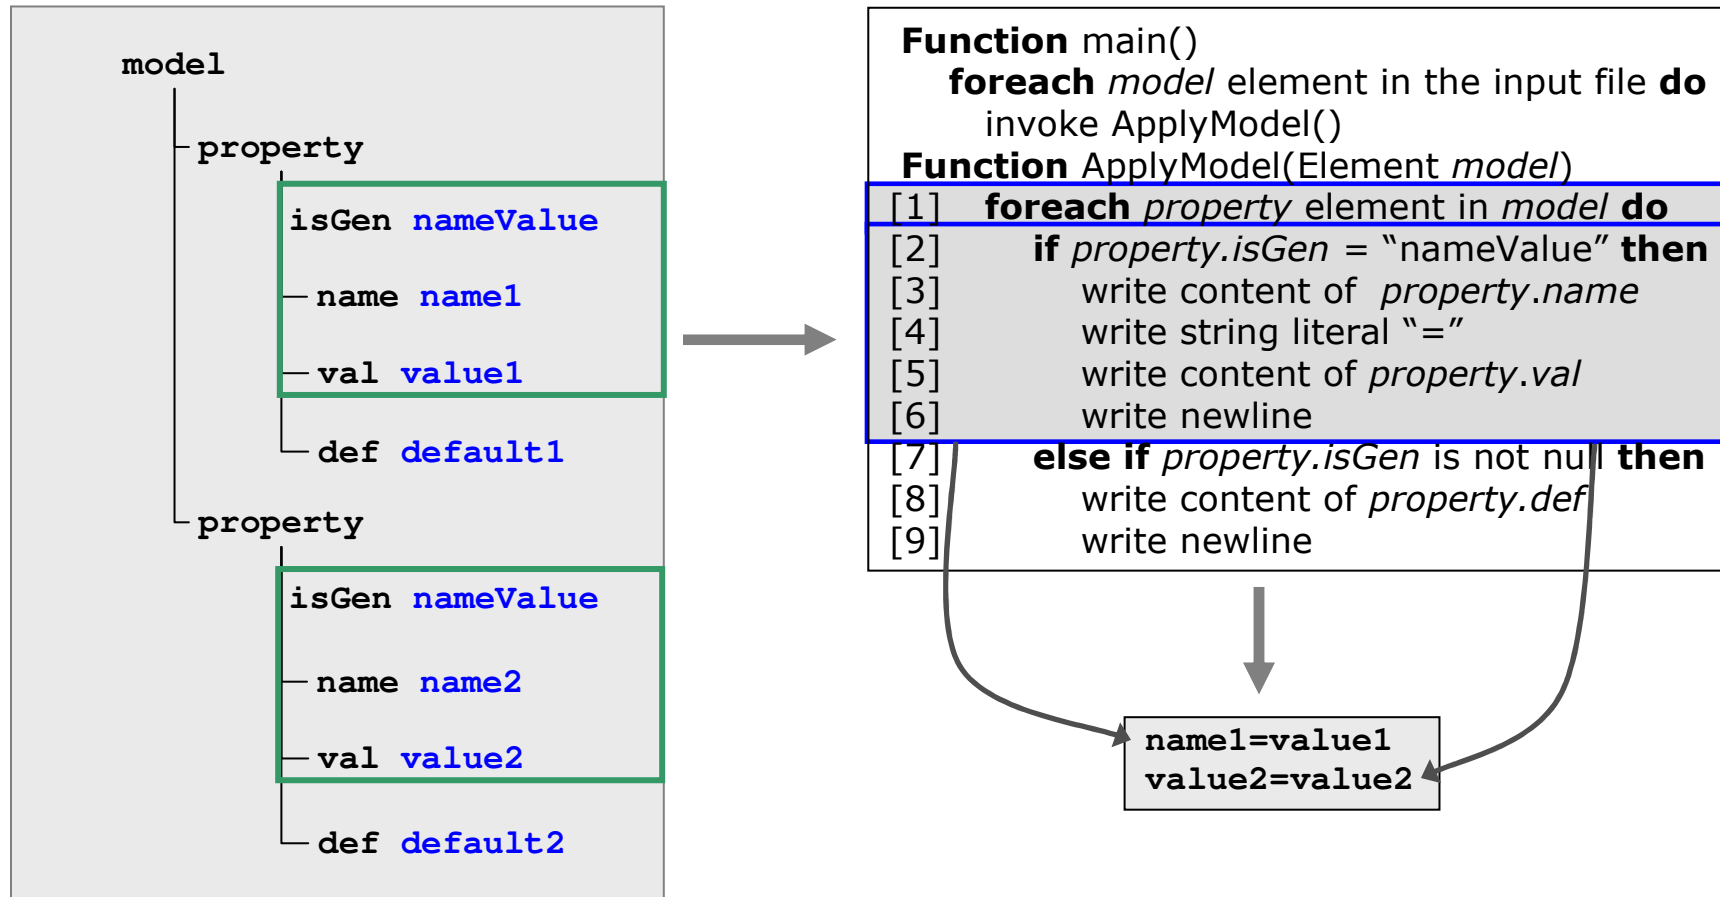 model
property
isGen nameValue
name name1
val value1
def default1
property
isGen nameValue
name name2
val value2
def default2
Function main()
foreach model element in the input file do
invoke ApplyModel()
Function ApplyModel(Element model)
[1] foreach property element in model do
[2] if property.isGen = “nameValue” then
[3] write content of property.name
[4] write string literal “=”
[5] write content of property.val
[6] write newline
[7] else if property.isGen is not null then
[8] write content of property.def
[9] write newline
name1=value1
value2=value2